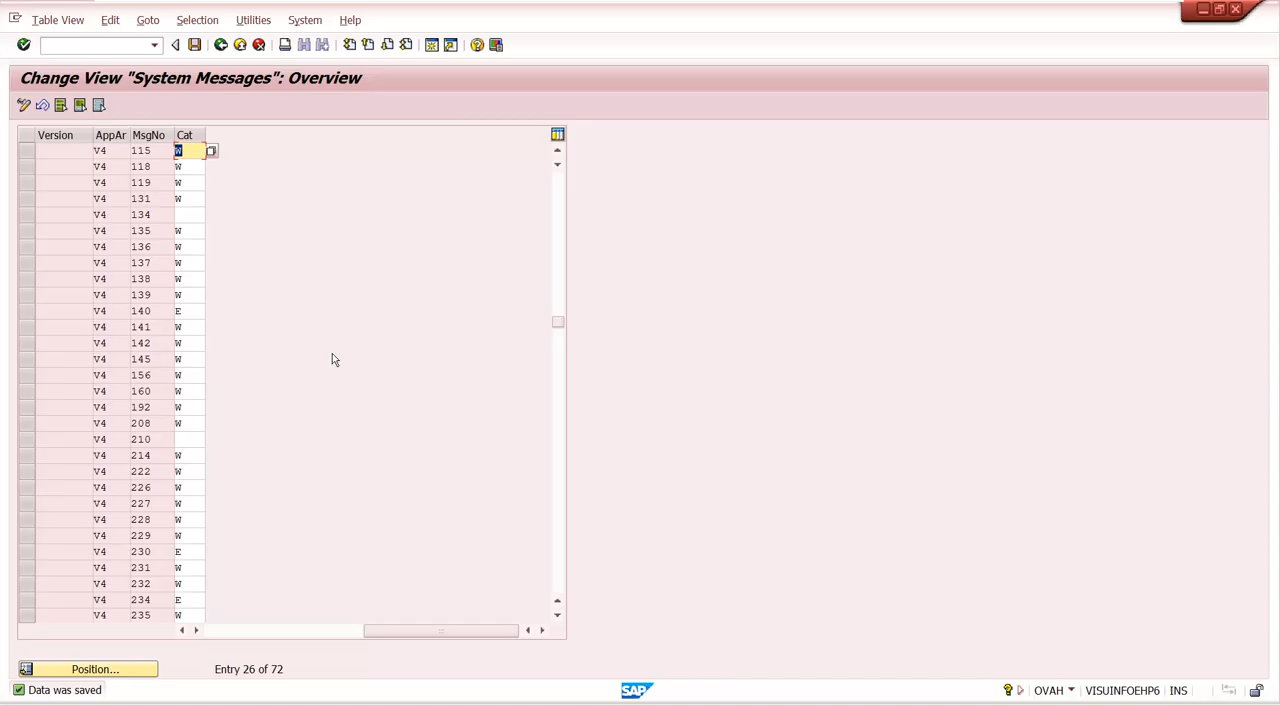 Table View Edit Goto Selection Utilities System Help
Change View "System Messages": Overview
Version AppAr MsgNo Cat
V4 115 W
V4 118 W
V4 119 W
V4 131 W
V4 134
V4 135 W
V4 136 W
V4 137 W
V4 138 W
V4 139 W
V4 140 E
V4 141 W
V4 142 W
V4 145 W
V4 156 W
V4 160 W
V4 192 W
V4 208 W
V4 210
V4 214 W
V4 222 W
V4 226 W
V4 227 W
V4 228 W
V4 229 W
V4 230 E
V4 231 W
V4 232 W
V4 234 E
V4 235 W
Position... Entry 26 of 72
Data was saved SAP OVAH VISUINFOEHP6 INS